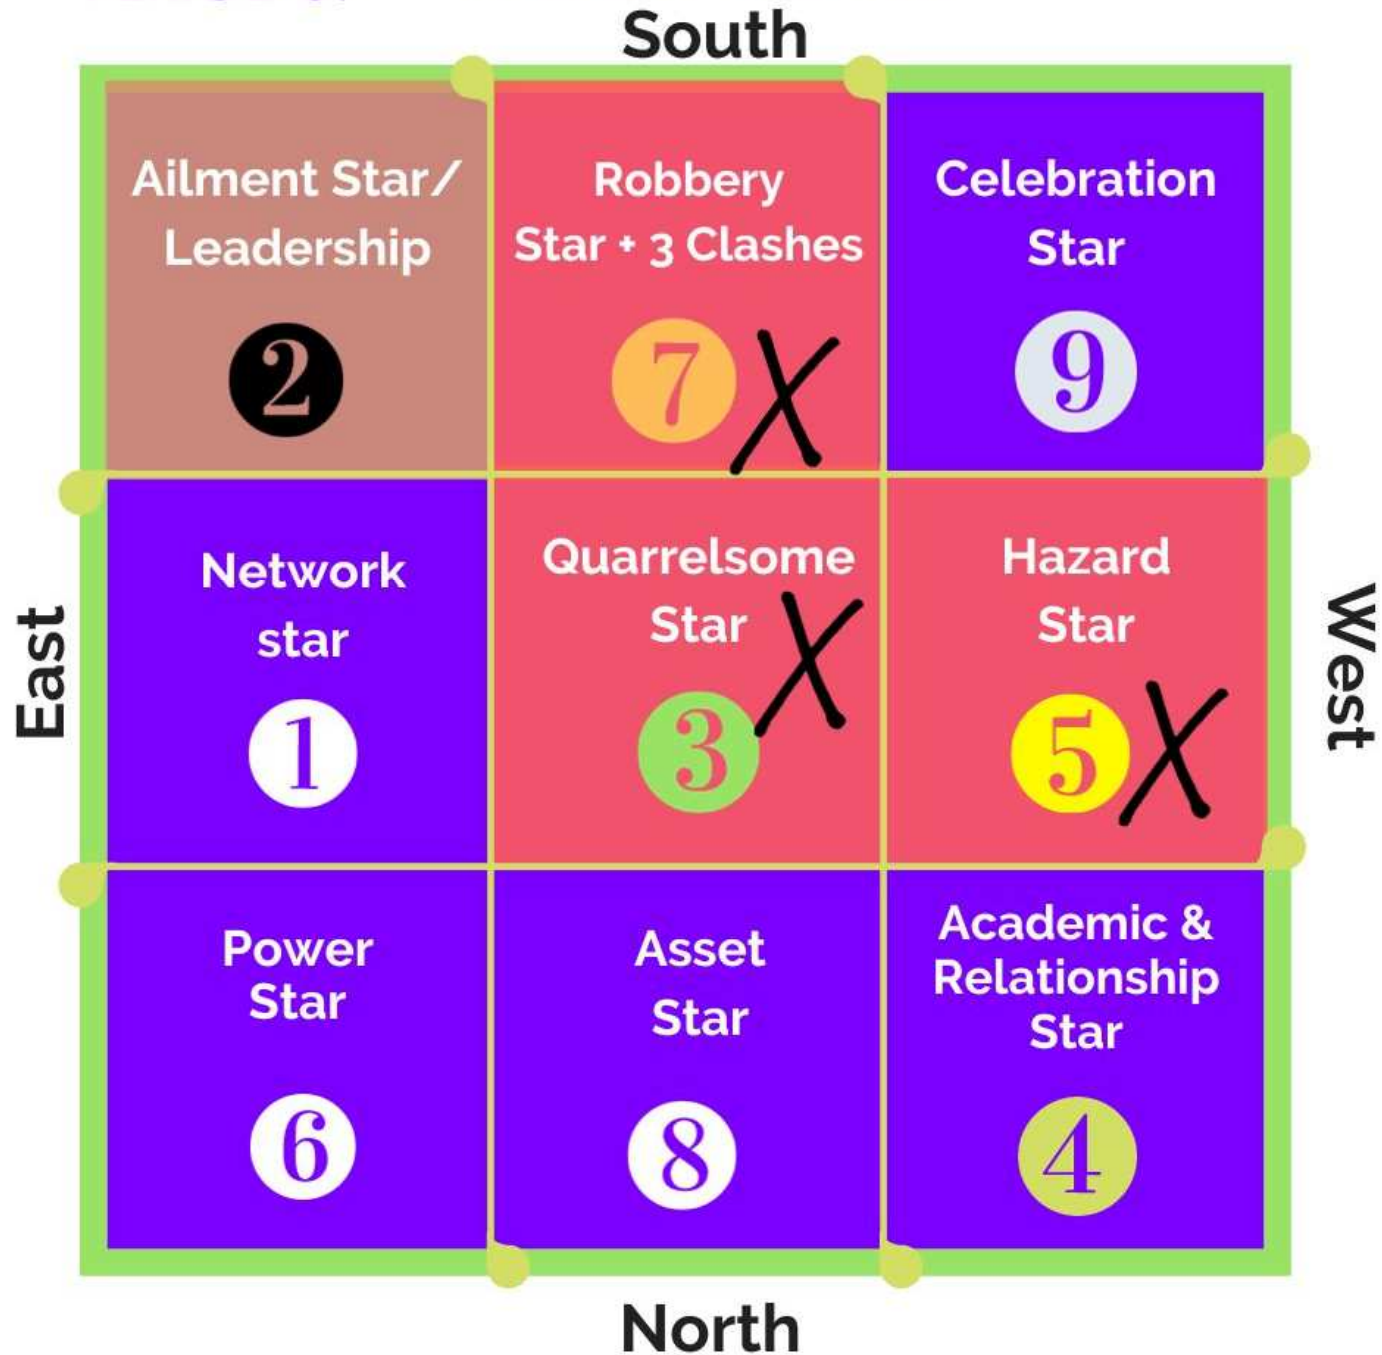 South
Ailment Star/
Leadership
2
Robbery
Star + 3 Clashes
7
X
Celebration
Star
9
East
Network
star
1
Quarrelsome
Star
3
X
Hazard
Star
5
X
West
Power
Star
6
Asset
Star
8
Academic &
Relationship
Star
4
North